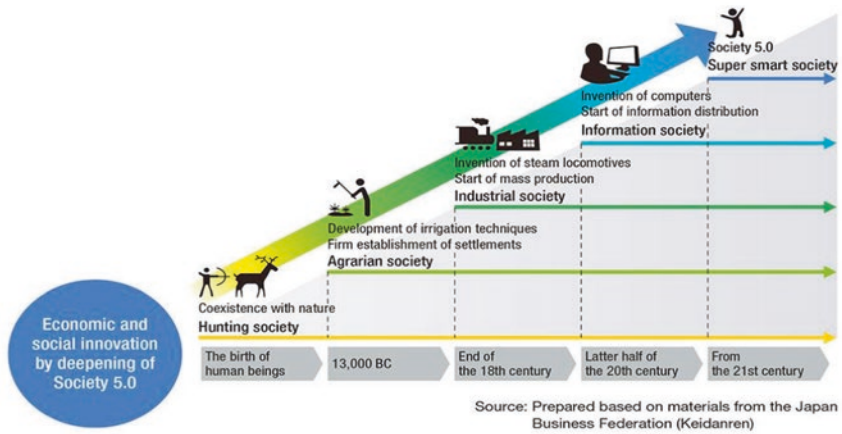 Society 5.0
Super smart society
Invention of computers
Start of information distribution
Information society
Invention of steam locomotives
Start of mass production
Industrial society
Development of irrigation techniques
Firm establishment of settlements
Agrarian society
Coexistence with nature
Hunting society
Economic and
social innovation
by deepening of
Society 5.0
The birth of
human beings
13,000 BC
End of
the 18th century
Latter half of
the 20th century
From
the 21st century
Source: Prepared based on materials from the Japan
Business Federation (Keidanren)